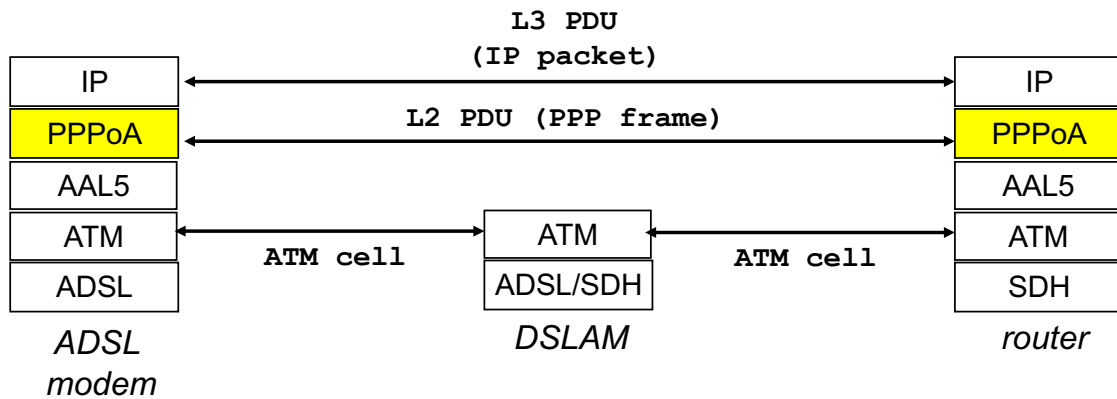 L3 PDU
(IP packet)
IP
IP
L2 PDU (PPP frame)
PPPoA
PPPoA
AAL5
AAL5
ATM
ATM
ATM
ATM cell
ATM cell
ADSL
ADSL/SDH
SDH
ADSL
modem
DSLAM
router